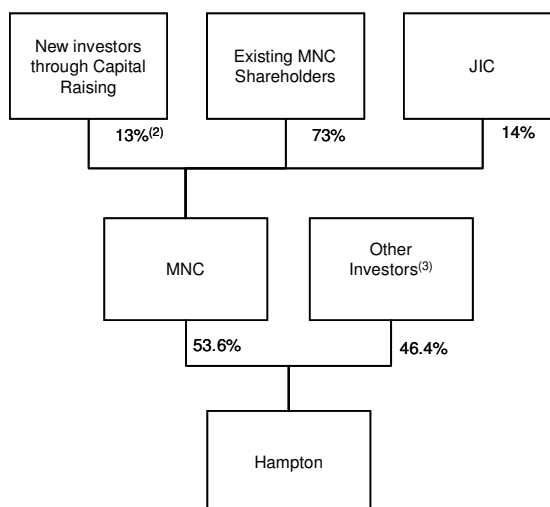 New investors
through Capital
Raising
Existing MNC
Shareholders
JIC
13%(2)
73%
14%
MNC
Other
Investors(3)
53.6%
46.4%
Hampton